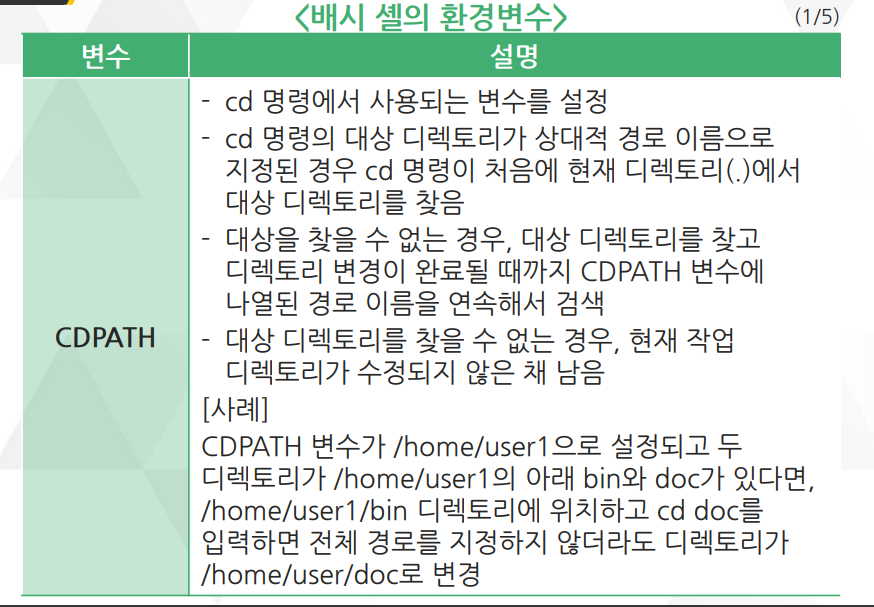 <배시 셸의 환경변수>
(1/5)
변수
설명
CDPATH
- cd 명령에서 사용되는 변수를 설정
- cd 명령의 대상 디렉토리가 상대적 경로 이름으로
지정된 경우 cd 명령이 처음에 현재 디렉토리(.)에서
대상 디렉토리를 찾음
- 대상을 찾을 수 없는 경우, 대상 디렉토리를 찾고
디렉토리 변경이 완료될 때까지 CDPATH 변수에
나열된 경로 이름을 연속해서 검색
- 대상 디렉토리를 찾을 수 없는 경우, 현재 작업
디렉토리가 수정되지 않은 채 남음
[사례]
CDPATH 변수가 /home/user1으로 설정되고 두
디렉토리가 /home/user1의 아래 bin와 doc가 있다면,
/home/user1/bin 디렉토리에 위치하고 cd doc를
입력하면 전체 경로를 지정하지 않더라도 디렉토리가
/home/user/doc로 변경